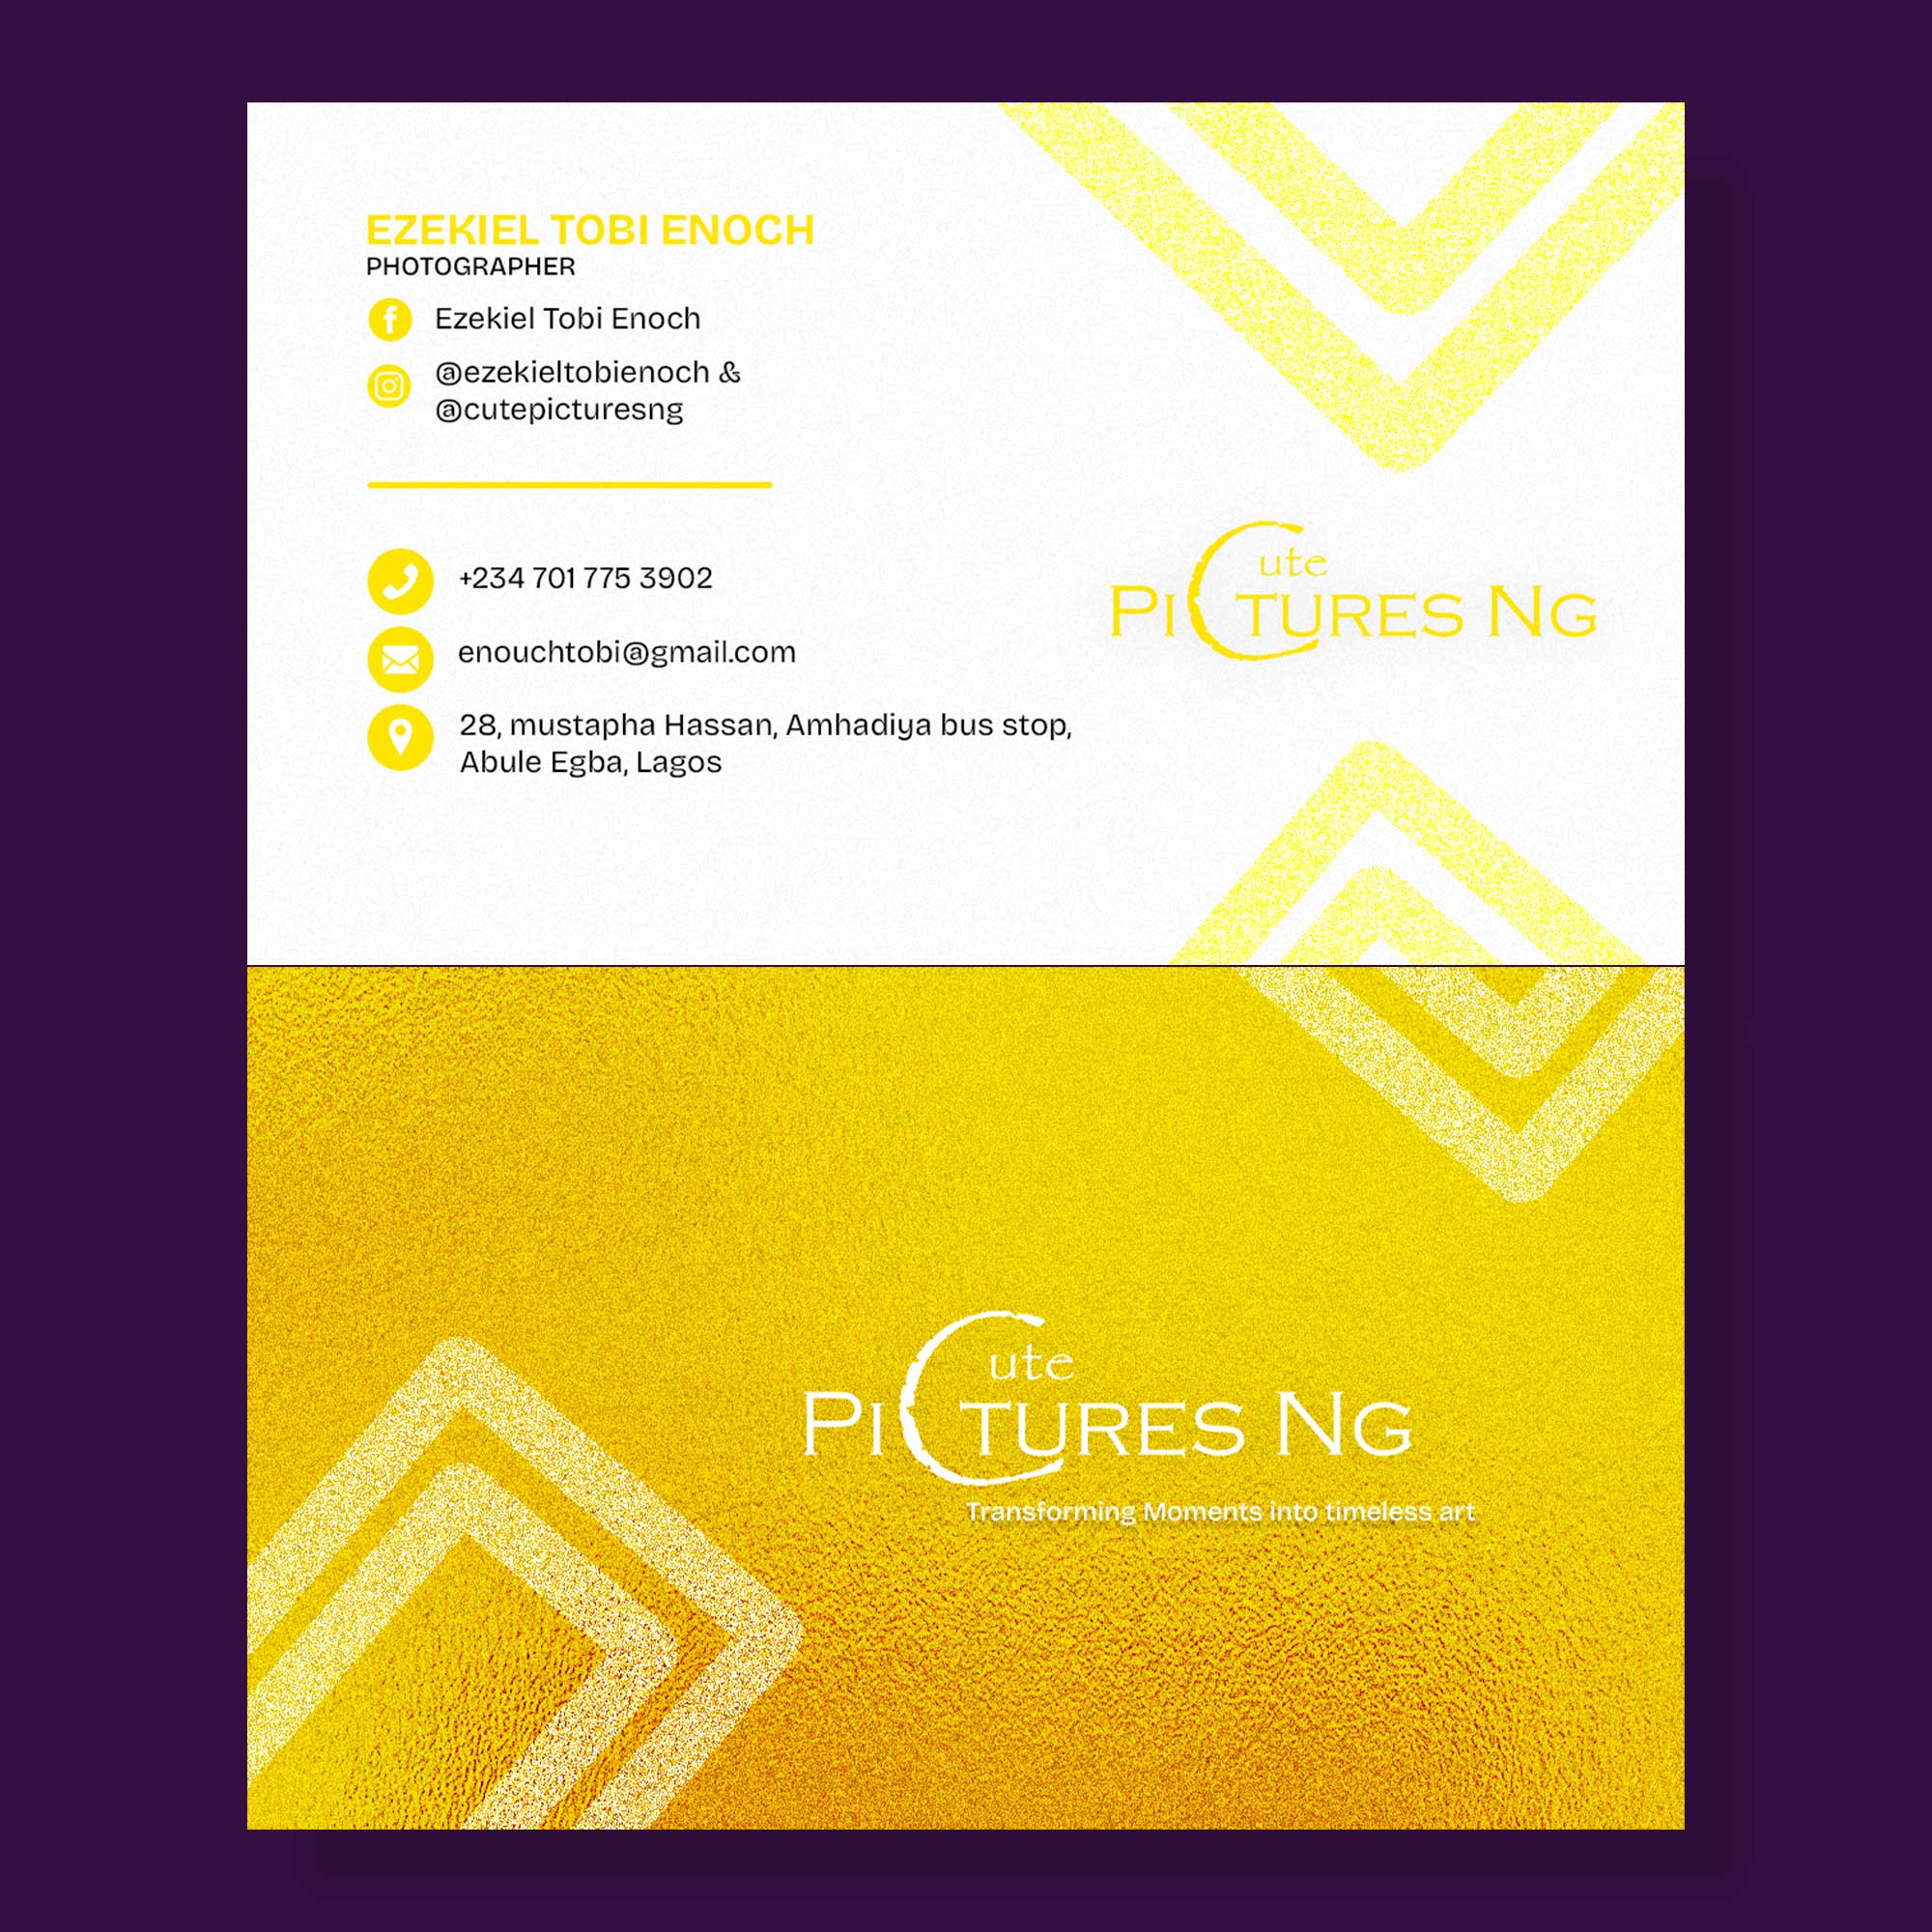 EZEKIEL TOBI ENOCH
PHOTOGRAPHER
Ezekiel Tobi Enoch
@ezekieltobienoch &
@cutepicturesng
+234 701 775 3902
enouchtobi@gmail.com
28, mustapha Hassan, Amhadiya bus stop,
Abule Egba, Lagos
Cute
PICTURES NG
Cute
PICTURES NG
Transforming Moments into timeless art